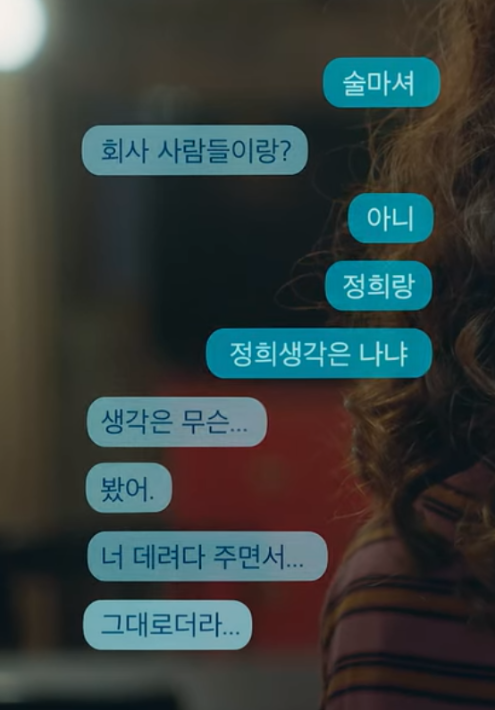 술마셔
회사 사람들이랑?
아니
정희랑
정희생각은 나냐
생각은 무슨...
봤어.
너 데려다 주면서...
그대로더라...